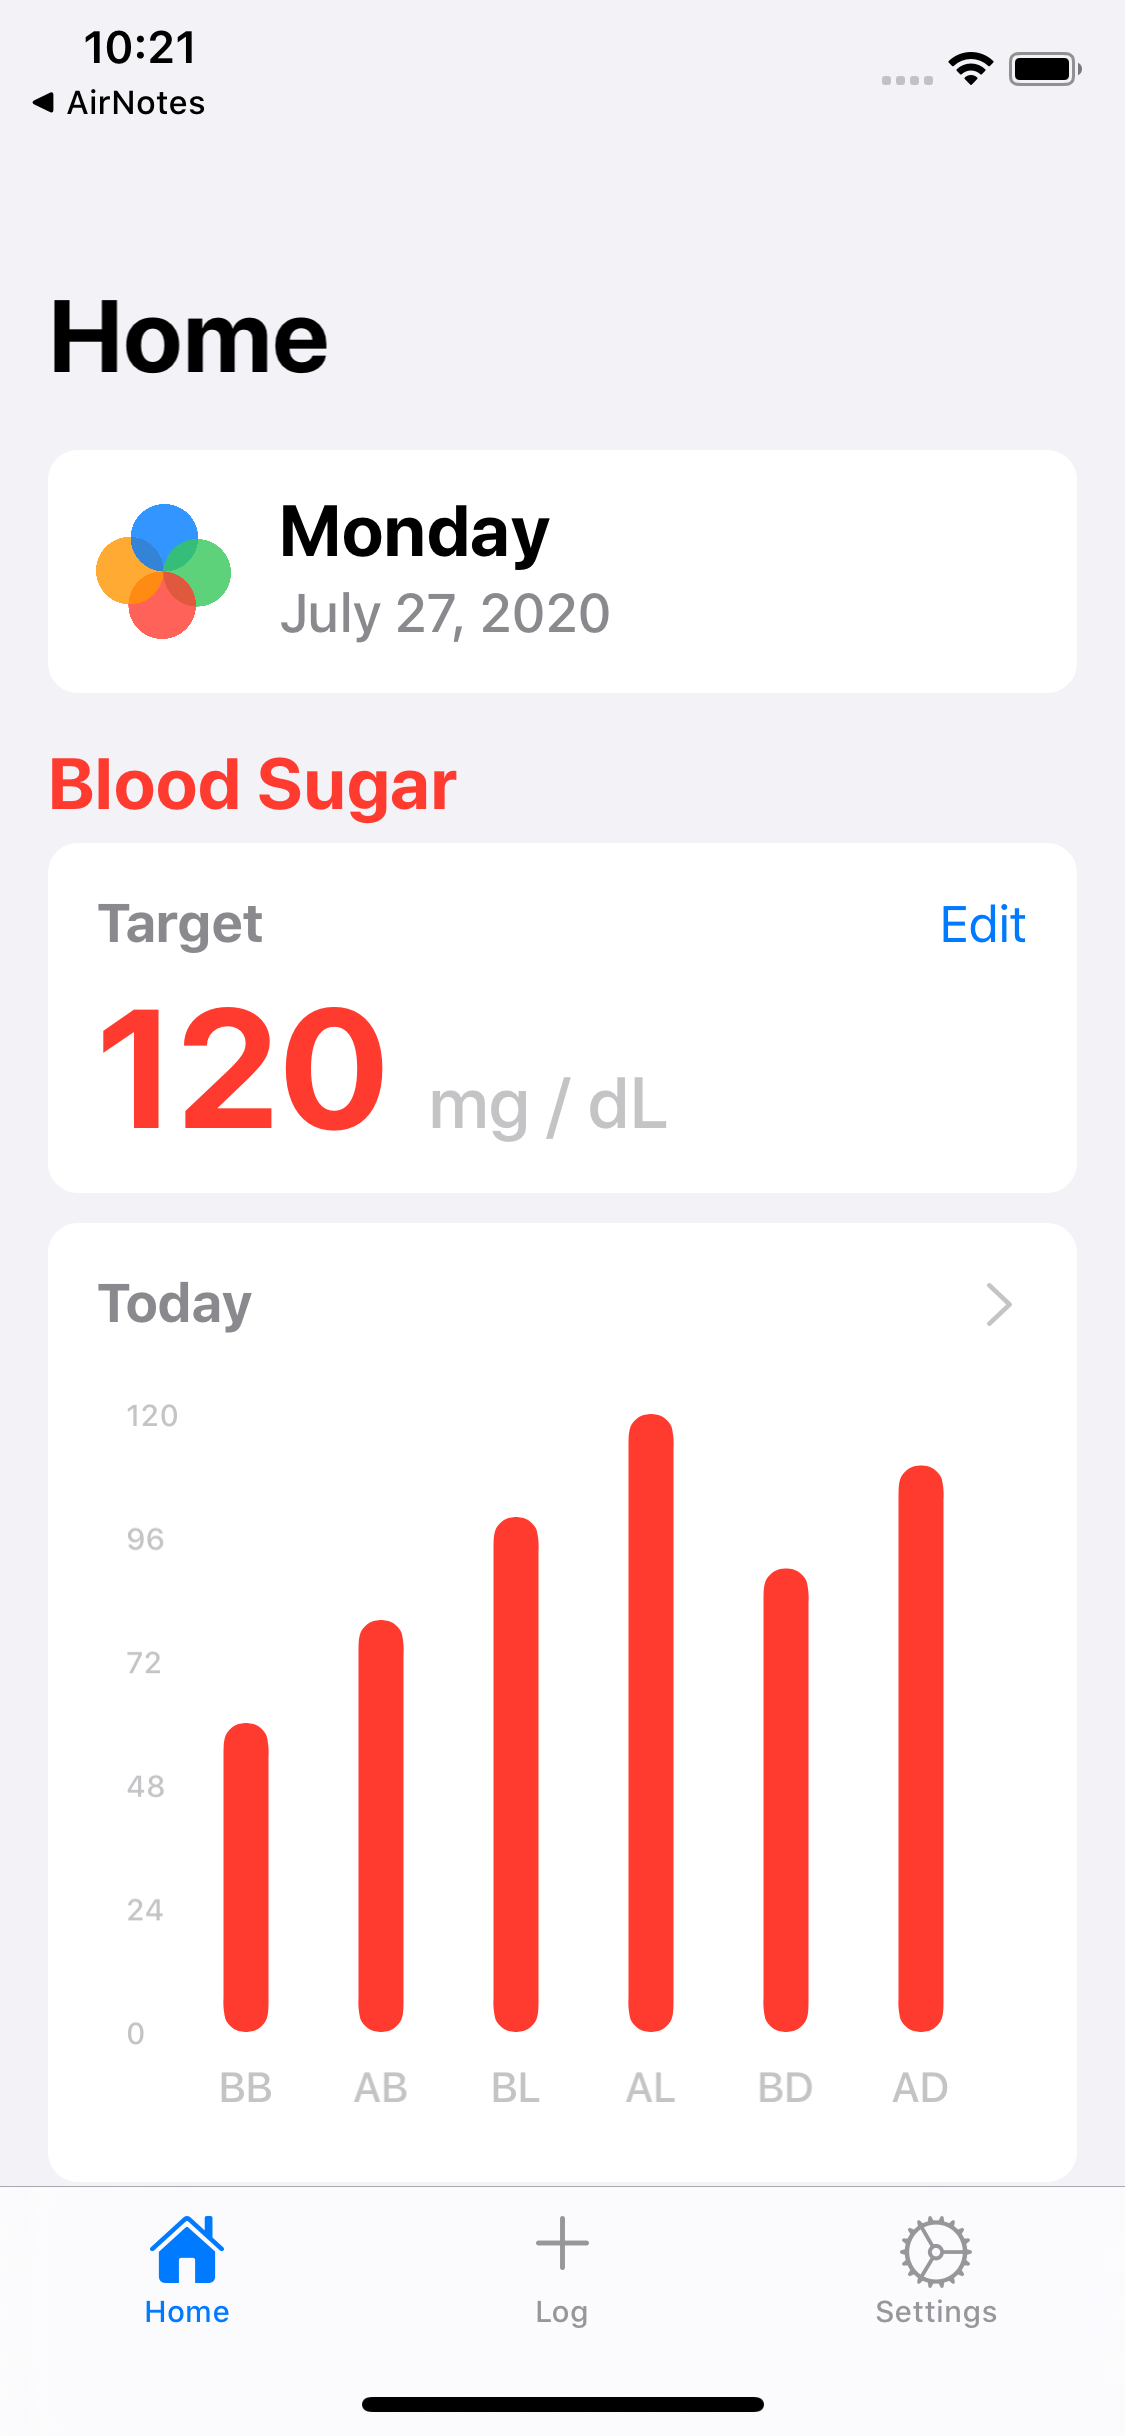 10:21
◀ AirNotes
Home
Monday
July 27, 2020
Blood Sugar
Target
Edit
120 mg / dL
Today
120
96
72
48
24
0
BB AB BL AL BD AD
Home Log Settings